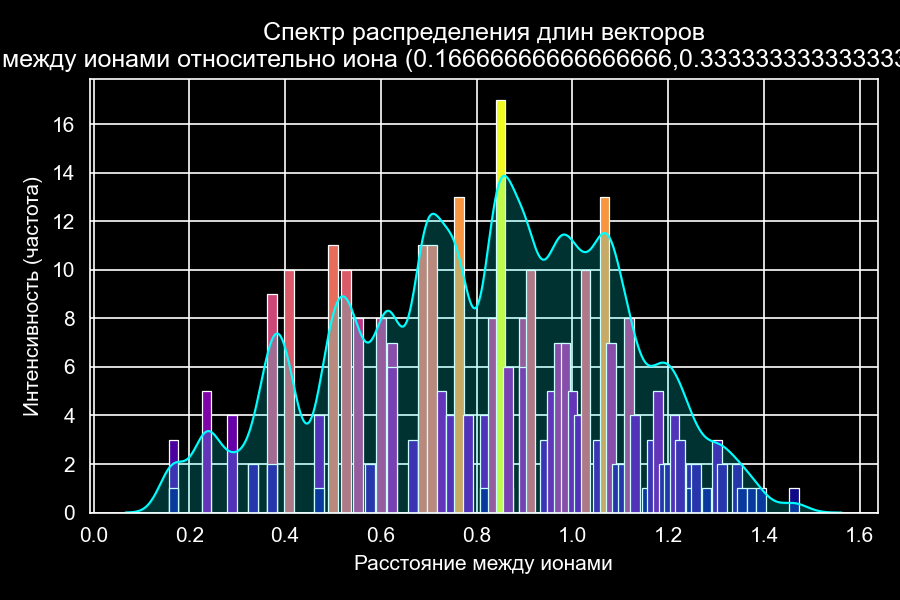 Спектр распределения длин векторов
между ионами относительно иона (0.16666666666666666,0.3333333333333333
16
14
12
10
8
6
4
2
0
0.0 0.2 0.4 0.6 0.8 1.0 1.2 1.4 1.6
Интенсивность (частота)
Расстояние между ионами